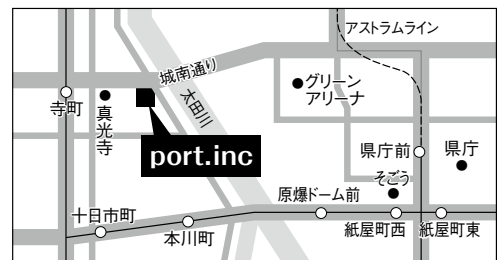 アストラムライン
城南通り
グリーン
アリーナ
寺町
真光寺
太田川
port.inc
県庁前
県庁
そごう
原爆ドーム前
十日市町
本川町
紙屋町西
紙屋町東